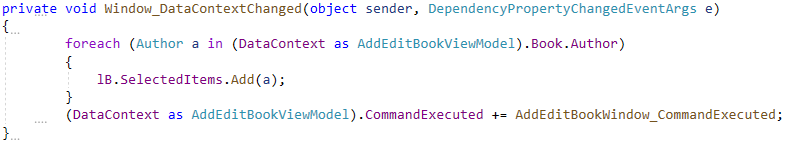 private void Window_DataContextChanged(object sender, DependencyPropertyChangedEventArgs e)
{
foreach (Author a in (DataContext as AddEditBookViewModel).Book.Author)
{
lB.SelectedItems.Add(a);
}
(DataContext as AddEditBookViewModel).CommandExecuted += AddEditBookWindow_CommandExecuted;
}